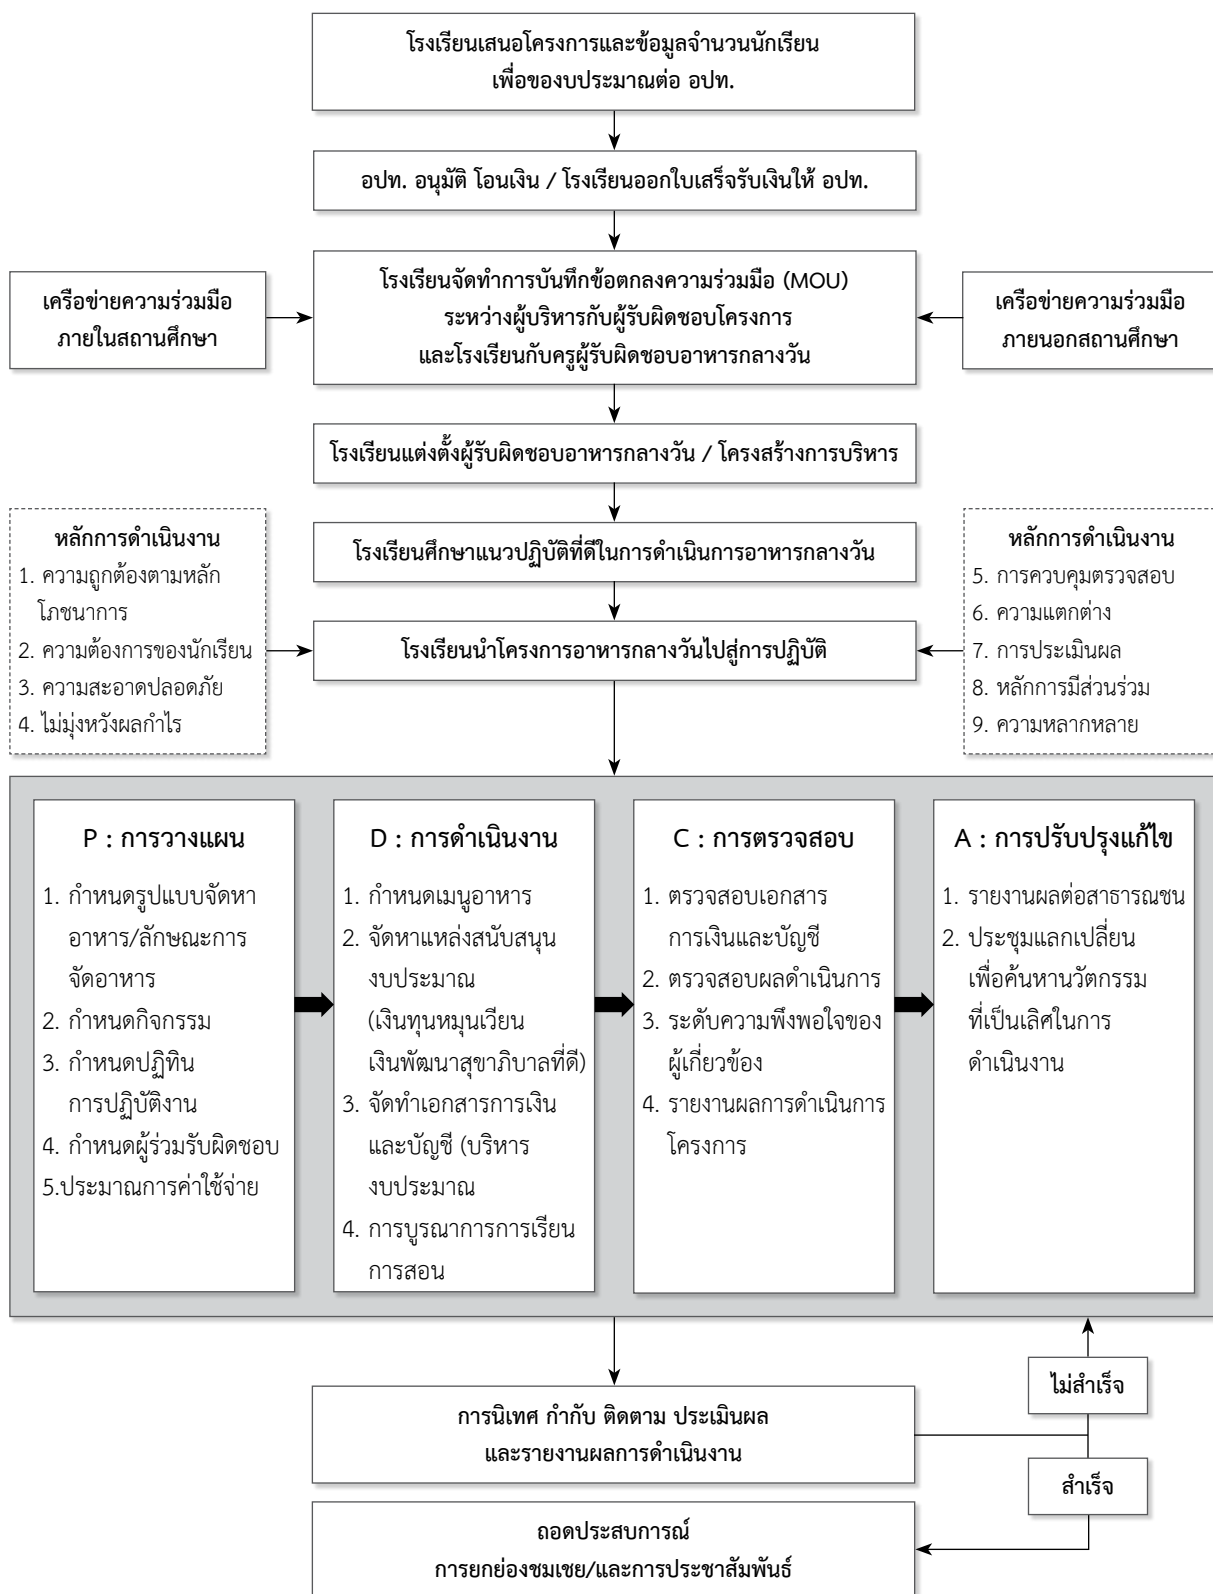 โรงเรียนเสนอโครงการและข้อมูลจำนวนนักเรียน
เพื่อของบประมาณต่อ อปท.
อปท. อนุมัติ โอนเงิน / โรงเรียนออกใบเสร็จรับเงินให้ อปท.
เครือข่ายความร่วมมือ
ภายในสถานศึกษา
โรงเรียนจัดทำการบันทึกข้อตกลงความร่วมมือ (MOU)
ระหว่างผู้บริหารกับผู้รับผิดชอบโครงการ
และโรงเรียนกับครูผู้รับผิดชอบอาหารกลางวัน
เครือข่ายความร่วมมือ
ภายนอกสถานศึกษา
โรงเรียนแต่งตั้งผู้รับผิดชอบอาหารกลางวัน / โครงสร้างการบริหาร
โรงเรียนศึกษาแนวปฏิบัติที่ดีในการดำเนินการอาหารกลางวัน
หลักการดำเนินงาน
1. ความถูกต้องตามหลัก
โภชนาการ
2. ความต้องการของนักเรียน
3. ความสะอาดปลอดภัย
4. ไม่มุ่งหวังผลกำไร
โรงเรียนนำโครงการอาหารกลางวันไปสู่การปฏิบัติ
หลักการดำเนินงาน
5. การควบคุมตรวจสอบ
6. ความแตกต่าง
7. การประเมินผล
8. หลักการมีส่วนร่วม
9. ความหลากหลาย
P : การวางแผน
1. กำหนดรูปแบบจัดหา
อาหาร/ลักษณะการ
จัดอาหาร
2. กำหนดกิจกรรม
3. กำหนดปฏิทิน
การปฏิบัติงาน
4. กำหนดผู้ร่วมรับผิดชอบ
5.ประมาณการค่าใช้จ่าย
D : การดำเนินงาน
1. กำหนดเมนูอาหาร
2. จัดหาแหล่งสนับสนุน
งบประมาณ
(เงินทุนหมุนเวียน
เงินพัฒนาสุขาภิบาลที่ดี)
3. จัดทำเอกสารการเงิน
และบัญชี (บริหาร
งบประมาณ
4. การบูรณาการการเรียน
การสอน
C : การตรวจสอบ
1. ตรวจสอบเอกสาร
การเงินและบัญชี
2. ตรวจสอบผลดำเนินการ
3. ระดับความพึงพอใจของ
ผู้เกี่ยวข้อง
4. รายงานผลการดำเนินการ
โครงการ
A : การปรับปรุงแก้ไข
1. รายงานผลต่อสาธารณชน
2. ประชุมแลกเปลี่ยน
เพื่อค้นหานวัตกรรม
ที่เป็นเลิศในการ
ดำเนินงาน
ไม่สำเร็จ
การนิเทศ กำกับ ติดตาม ประเมินผล
และรายงานผลการดำเนินงาน
สำเร็จ
ถอดประสบการณ์
การยกย่องชมเชย/และการประชาสัมพันธ์